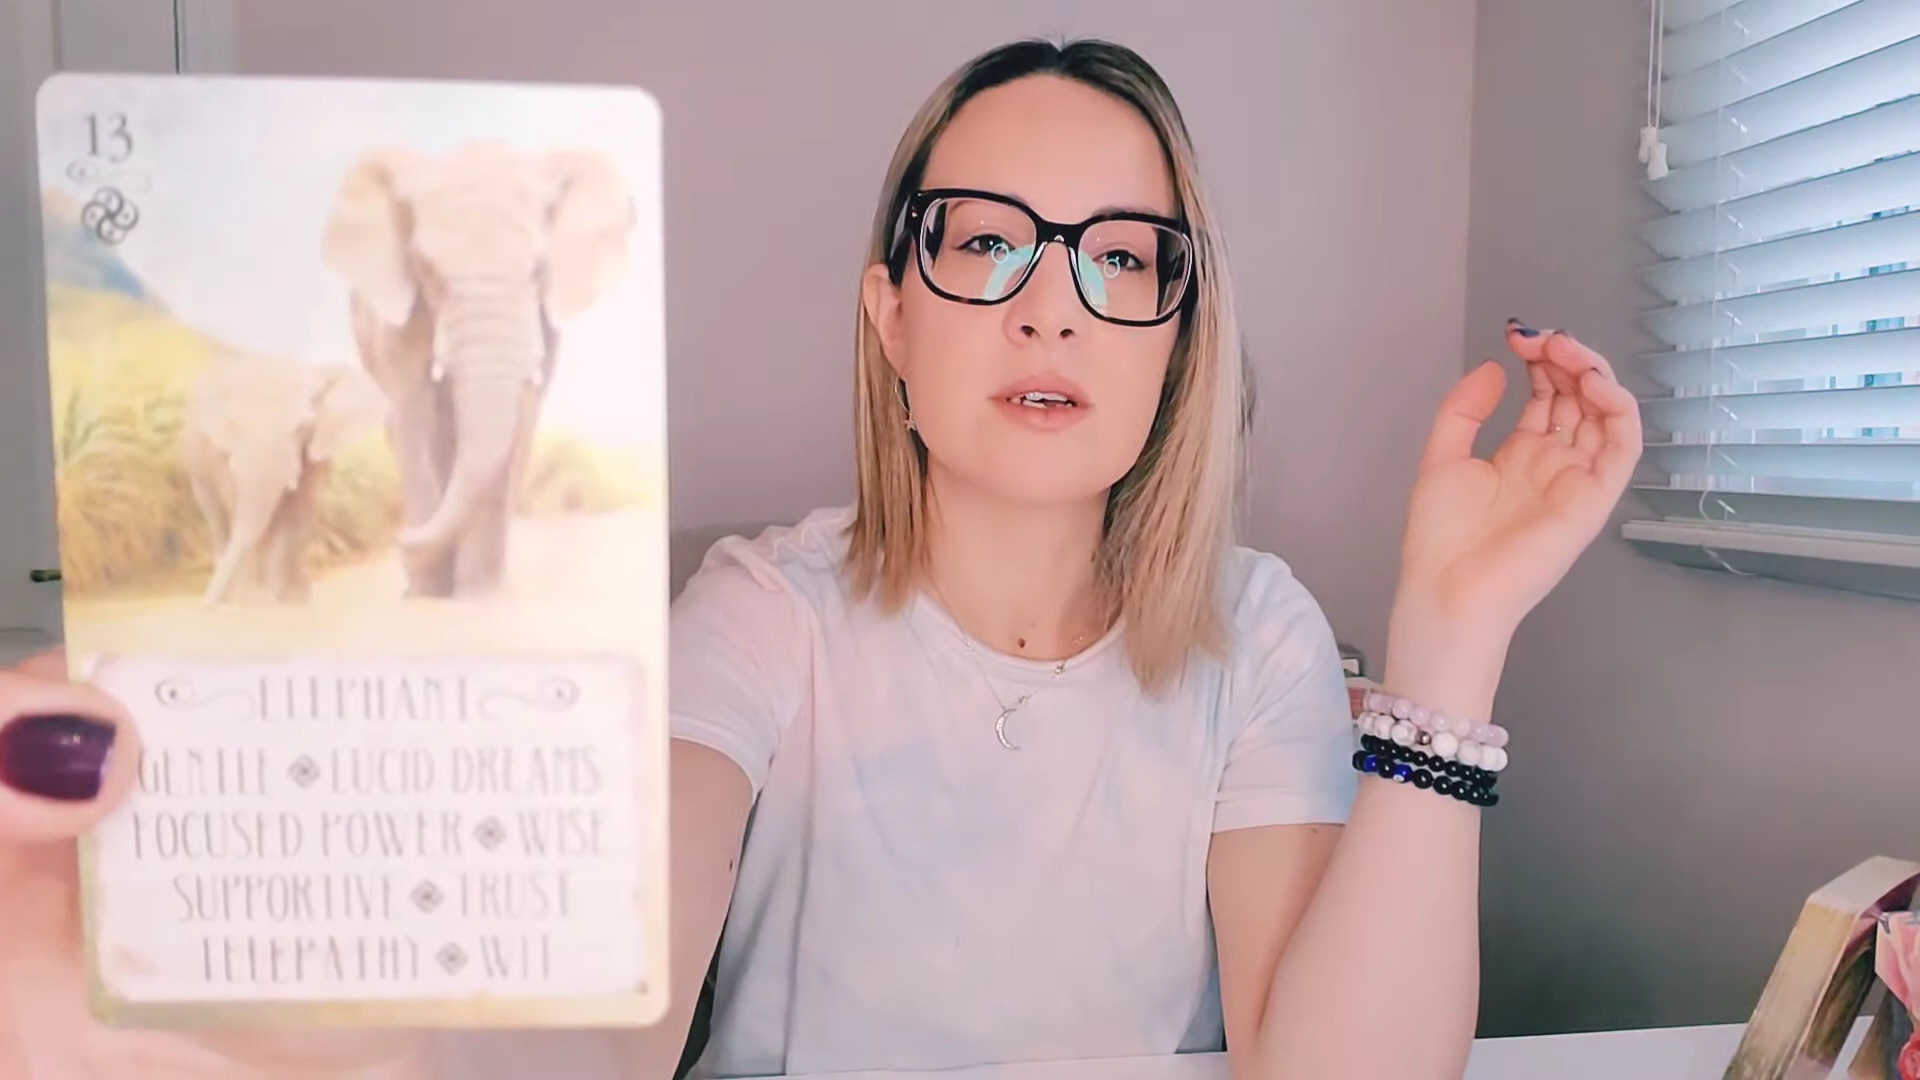 13
ELEPHANT
GENTLE LUCID DREAMS
FOCUSED POWER WISE
SUPPORTIVE TRUST
TELEPATHY WIT